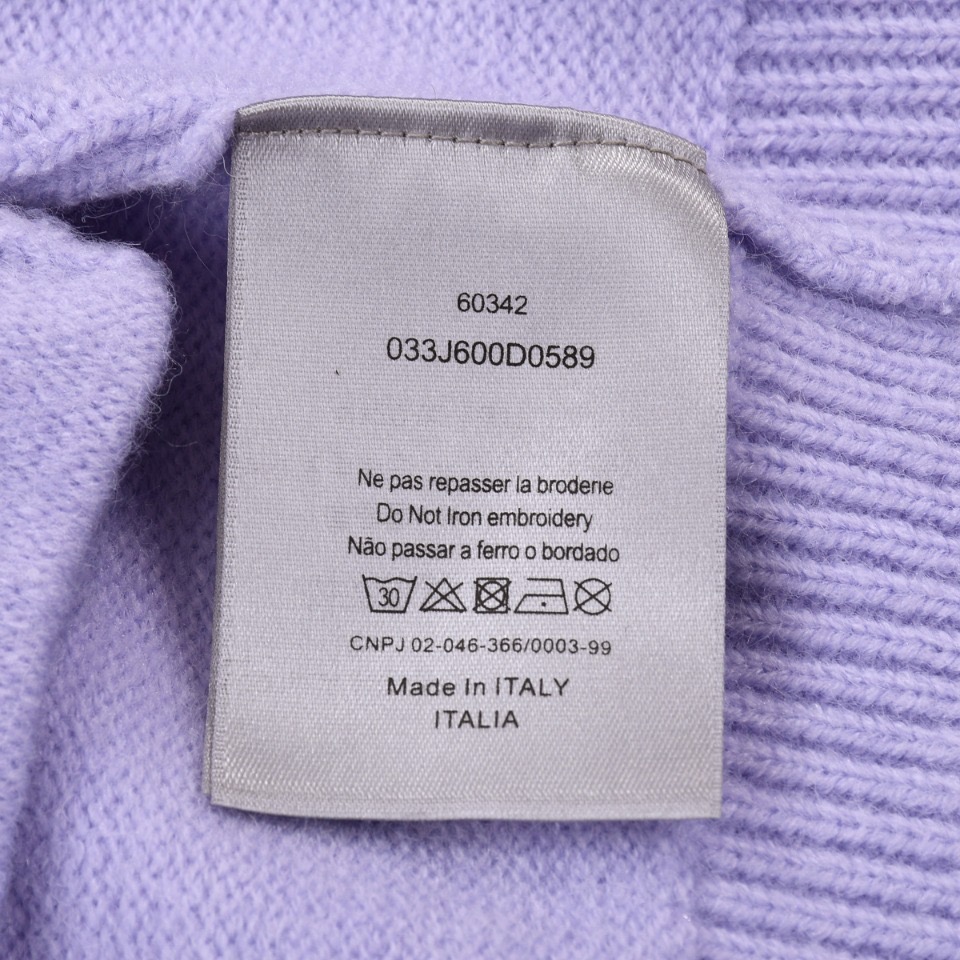 60342
033J600D0589
Ne pas repasser la broderie
Do Not Iron embroidery
Não passar a ferro o bordado
30
CNPJ 02-046-366/0003-99
Made In ITALY
ITALIA